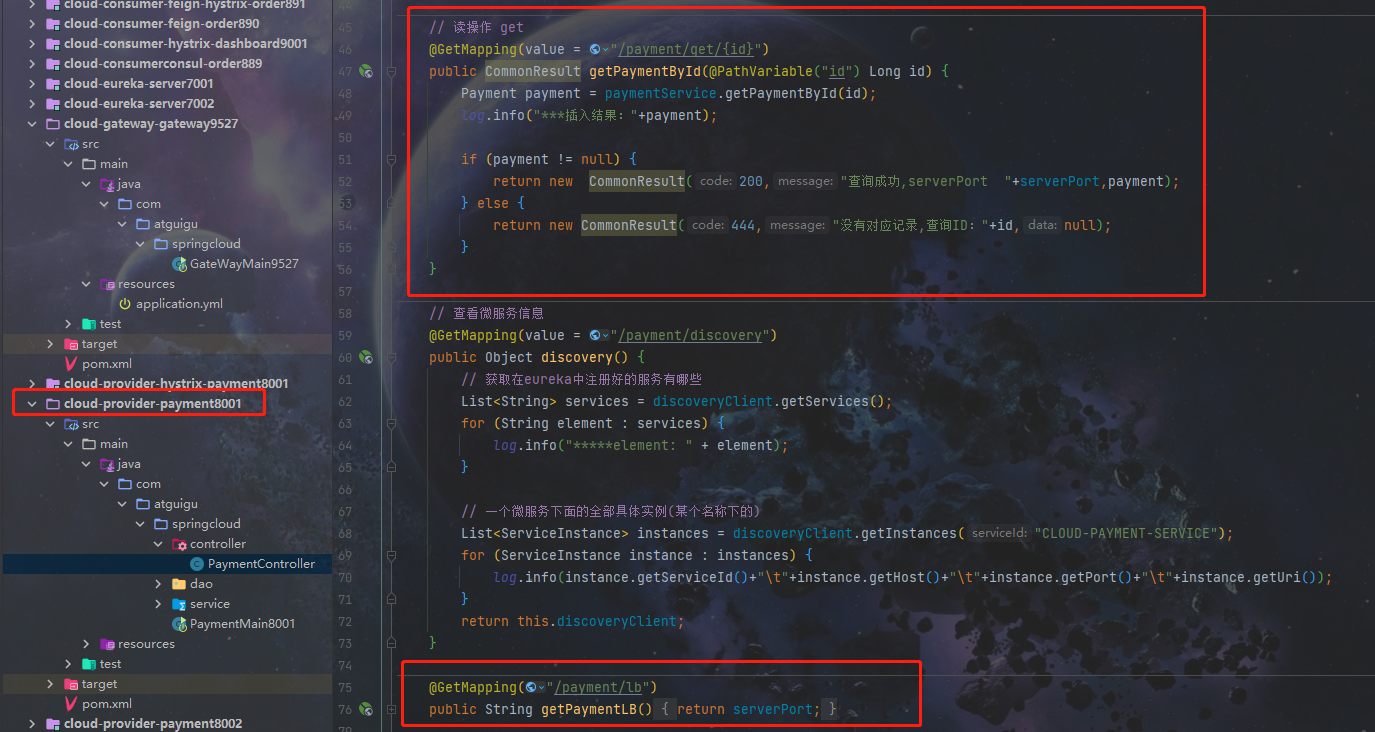 cloud-consumer-feign-hystrix-order891
cloud-consumer-feign-order890
cloud-consumer-hystrix-dashboard9001
cloud-consumerconsul-order889
cloud-eureka-server7001
cloud-eureka-server7002
cloud-gateway-gateway9527
src
main
java
com
atguigu
springcloud
GateWayMain9527
resources
application.yml
test
target
pom.xml
cloud-provider-hystrix-payment8001
cloud-provider-payment8001
src
main
java
com
atguigu
springcloud
controller
PaymentController
dao
service
PaymentMain8001
resources
test
target
pom.xml
cloud-provider-payment8002
44
45 // 读操作 get
46 @GetMapping(value = "/payment/get/{id}")
47 public CommonResult getPaymentById(@PathVariable("id") Long id) {
48 Payment payment = paymentService.getPaymentById(id);
49 log.info("***插入结果："+payment);
50
51 if (payment != null) {
52 return new CommonResult( code: 200, message: "查询成功,serverPort  "+serverPort,payment);
53 } else {
54 return new CommonResult( code: 444, message: "没有对应记录,查询ID："+id, data: null);
55 }
56 }
57
58 // 查看微服务信息
59 @GetMapping(value = "/payment/discovery")
60 public Object discovery() {
61 // 获取在eureka中注册好的服务有哪些
62 List<String> services = discoveryClient.getServices();
63 for (String element : services) {
64 log.info("*****element: " + element);
65 }
66
67 // 一个微服务下面的全部具体实例(某个名称下的)
68 List<ServiceInstance> instances = discoveryClient.getInstances( serviceId: "CLOUD-PAYMENT-SERVICE");
69 for (ServiceInstance instance : instances) {
70 log.info(instance.getServiceId()+"\t"+instance.getHost()+"\t"+instance.getPort()+"\t"+instance.getUri());
71 }
72 return this.discoveryClient;
73 }
74
75 @GetMapping("/payment/lb")
76 public String getPaymentLB() { return serverPort; }